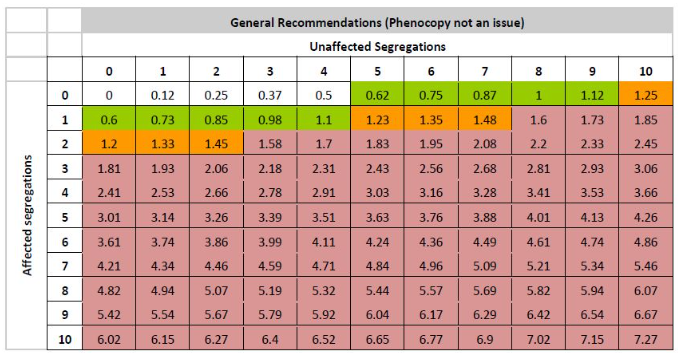 General Recommendations (Phenocopy not an issue)
Unaffected Segregations
0 1 2 3 4 5 6 7 8 9 10
Affected segregations
0 0 0.12 0.25 0.37 0.5 0.62 0.75 0.87 1 1.12 1.25
1 0.6 0.73 0.85 0.98 1.1 1.23 1.35 1.48 1.6 1.73 1.85
2 1.2 1.33 1.45 1.58 1.7 1.83 1.95 2.08 2.2 2.33 2.45
3 1.81 1.93 2.06 2.18 2.31 2.43 2.56 2.68 2.81 2.93 3.06
4 2.41 2.53 2.66 2.78 2.91 3.03 3.16 3.28 3.41 3.53 3.66
5 3.01 3.14 3.26 3.39 3.51 3.63 3.76 3.88 4.01 4.13 4.26
6 3.61 3.74 3.86 3.99 4.11 4.24 4.36 4.49 4.61 4.74 4.86
7 4.21 4.34 4.46 4.59 4.71 4.84 4.96 5.09 5.21 5.34 5.46
8 4.82 4.94 5.07 5.19 5.32 5.44 5.57 5.69 5.82 5.94 6.07
9 5.42 5.54 5.67 5.79 5.92 6.04 6.17 6.29 6.42 6.54 6.67
10 6.02 6.15 6.27 6.4 6.52 6.65 6.77 6.9 7.02 7.15 7.27